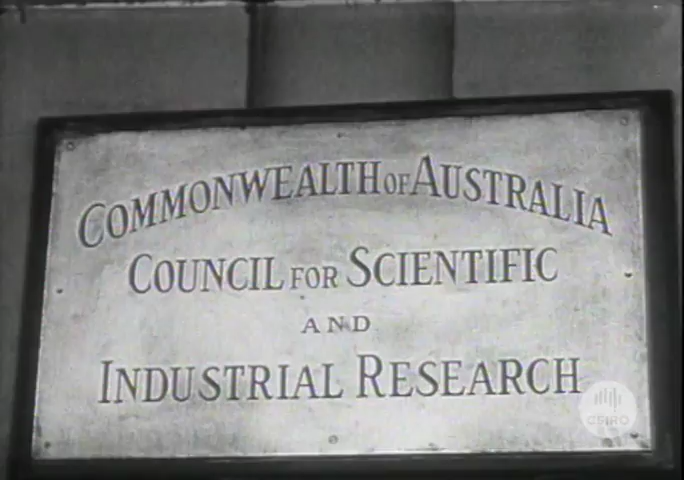 COMMONWEALTH OF AUSTRALIA
COUNCIL FOR SCIENTIFIC
AND
INDUSTRIAL RESEARCH
CSIRO